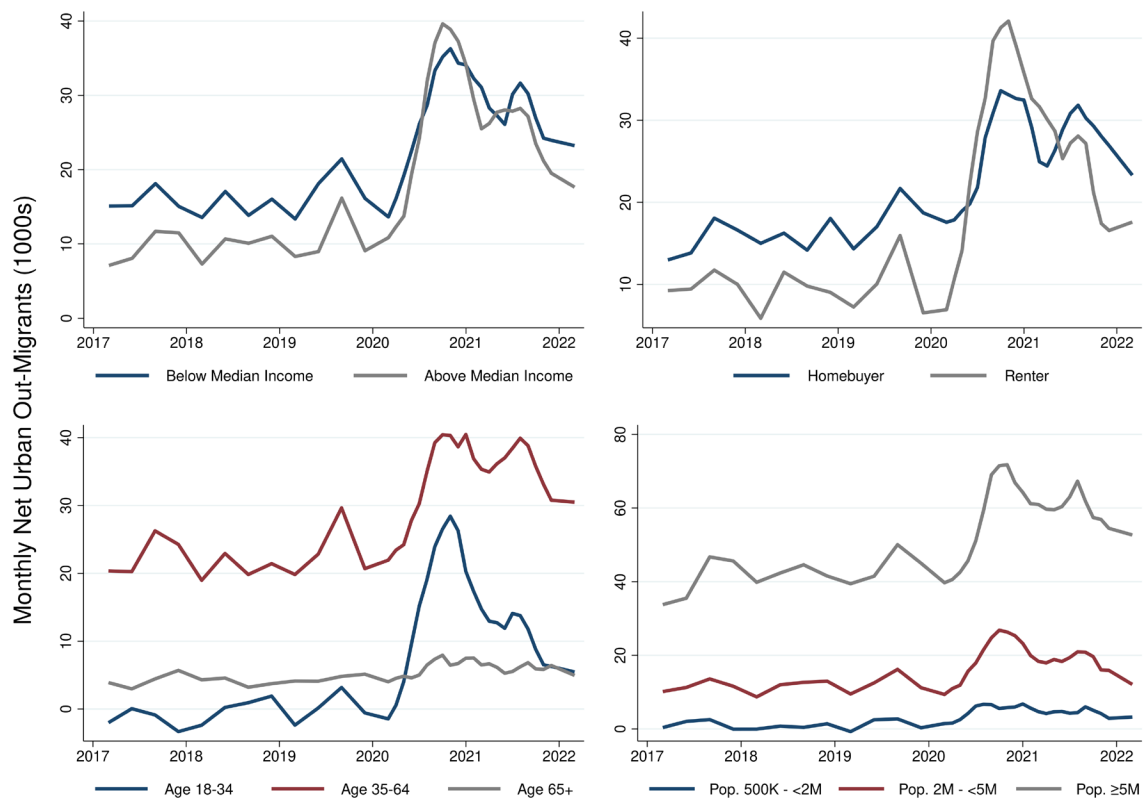 Monthly Net Urban Out-Migrants (1000s)
40
30
20
10
0
2017 2018 2019 2020 2021 2022
Below Median Income Above Median Income
40
30
20
10
2017 2018 2019 2020 2021 2022
Homebuyer Renter
40
30
20
10
0
2017 2018 2019 2020 2021 2022
Age 18-34 Age 35-64 Age 65+
80
60
40
20
0
2017 2018 2019 2020 2021 2022
Pop. 500K - <2M Pop. 2M - <5M Pop. ≥5M